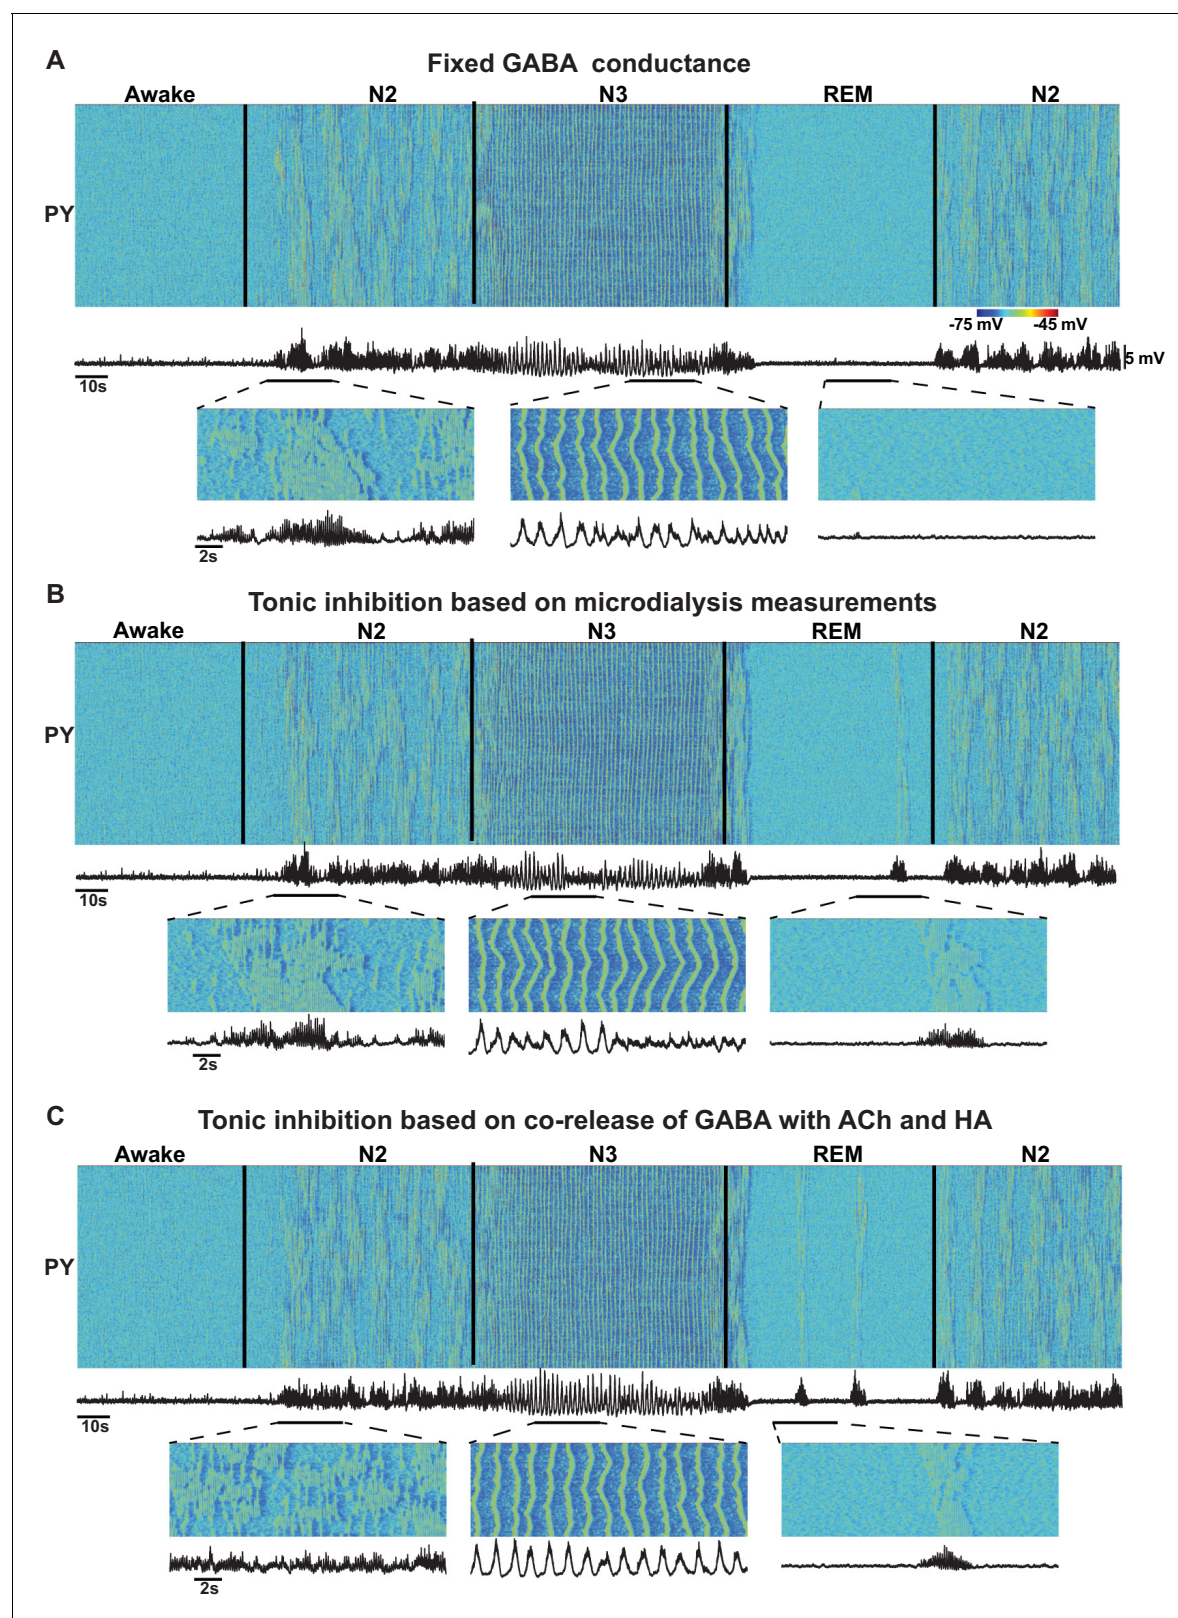 A
Fixed GABA conductance
Awake N2 N3 REM N2
PY
-75 mV -45 mV
5 mV
10s
2s
B
Tonic inhibition based on microdialysis measurements
Awake N2 N3 REM N2
PY
10s
2s
C
Tonic inhibition based on co-release of GABA with ACh and HA
Awake N2 N3 REM N2
PY
10s
2s